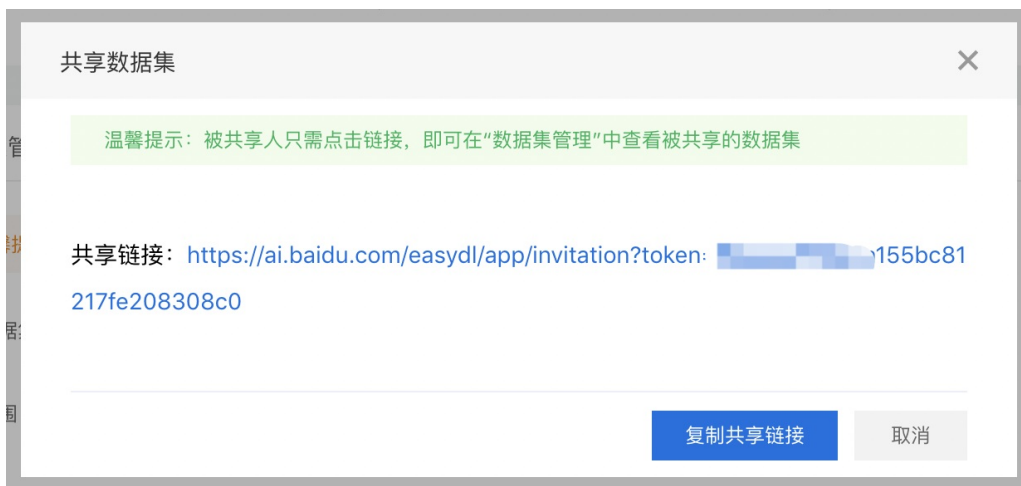 共享数据集
温馨提示：被共享人只需点击链接，即可在“数据集管理”中查看被共享的数据集
管
共享链接：https://ai.baidu.com/easydl/app/invitation?token 155bc81
217fe208308c0
围
复制共享链接 取消